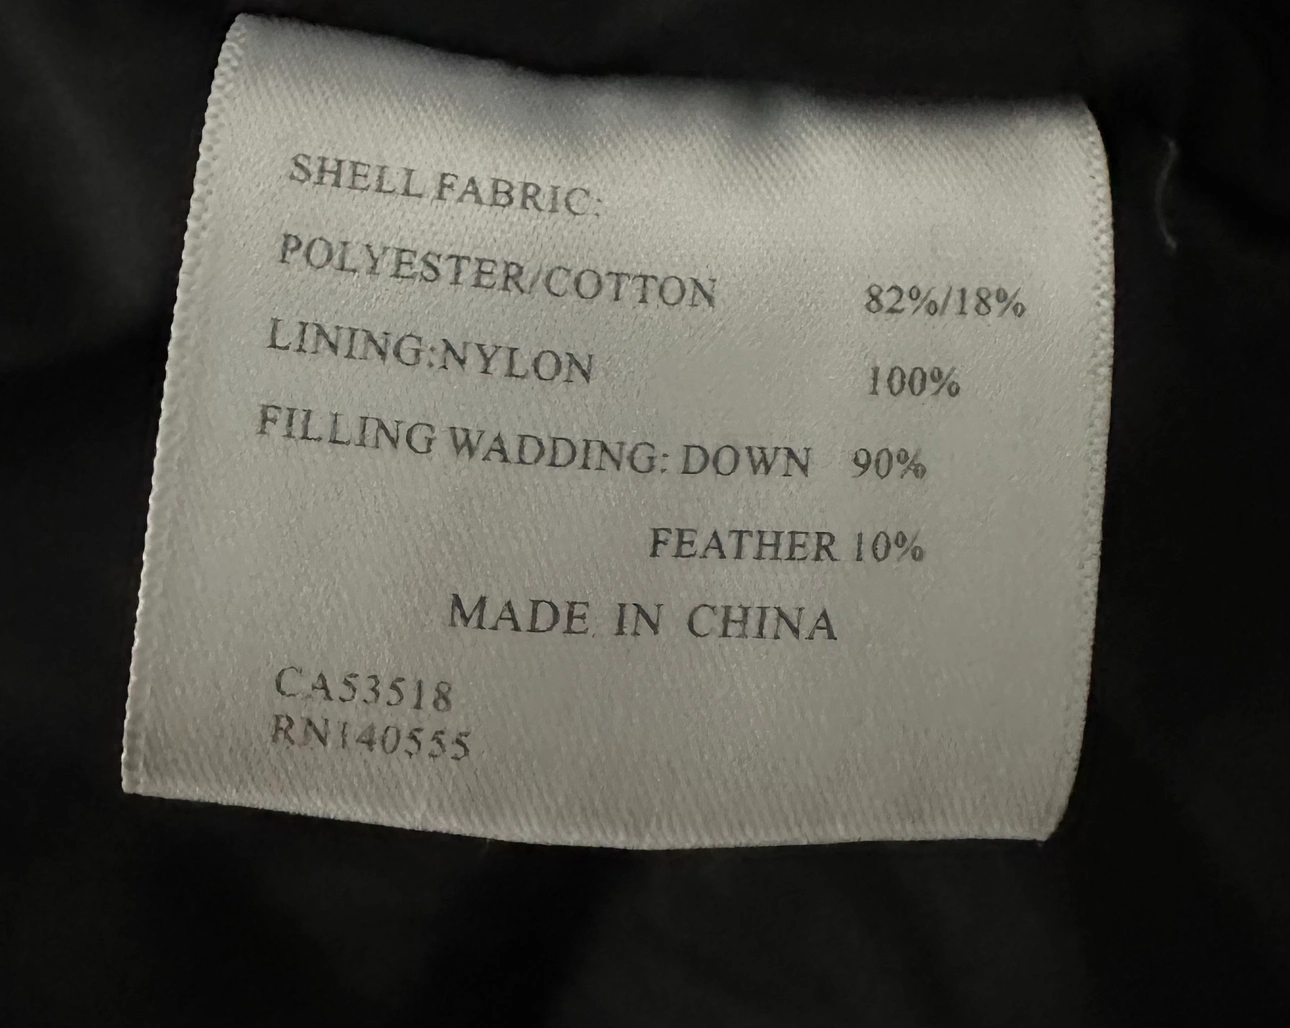 SHELL FABRIC:
POLYESTER/COTTON 82%/18%
LINING:NYLON 100%
FILLING WADDING: DOWN 90%
FEATHER 10%
MADE IN CHINA
CA53518
RN140555